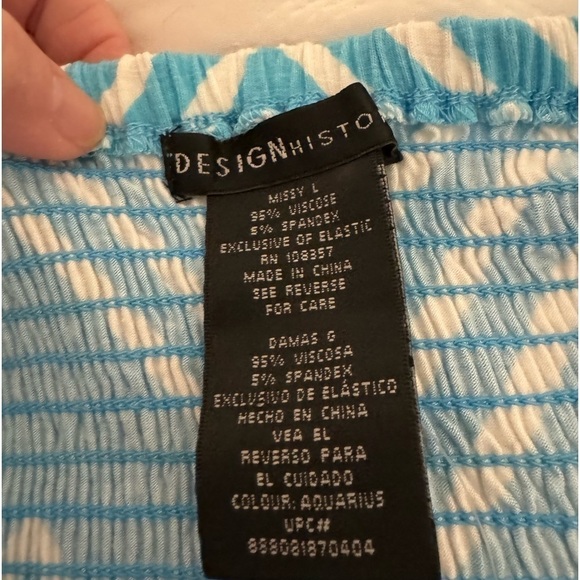 DESIGNHISTO
MISSY L
95% VISCOSE
5% SPANDEX
EXCLUSIVE OF ELASTIC
RN 108357
MADE IN CHINA
SEE REVERSE
FOR CARE
DAMAS G
95% VISCOSA
5% SPANDEX
EXCLUSIVO DE ELÁSTICO
HECHO EN CHINA
VEA EL
REVERSO PARA
EL CUIDADO
COLOUR: AQUARIUS
UPC#
888081870404